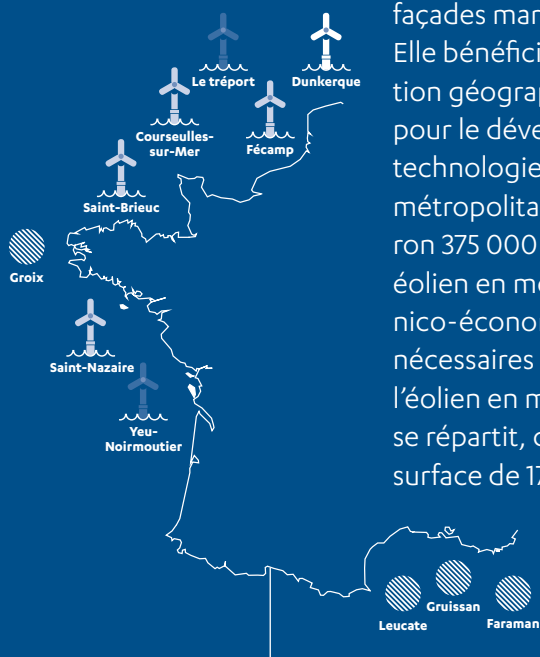 Le tréport
Dunkerque
Courseulles-
sur-Mer
Fécamp
Saint-Brieuc
Groix
Saint-Nazaire
Yeu-
Noirmoutier
Leucate
Gruissan
Faraman
façades mar
Elle bénéfici
tion géograp
pour le déve
technologie
métropolita
ron 375 000
éolien en me
nico-écono
nécessaires
l’éolien en m
se répartit, c
surface de 17